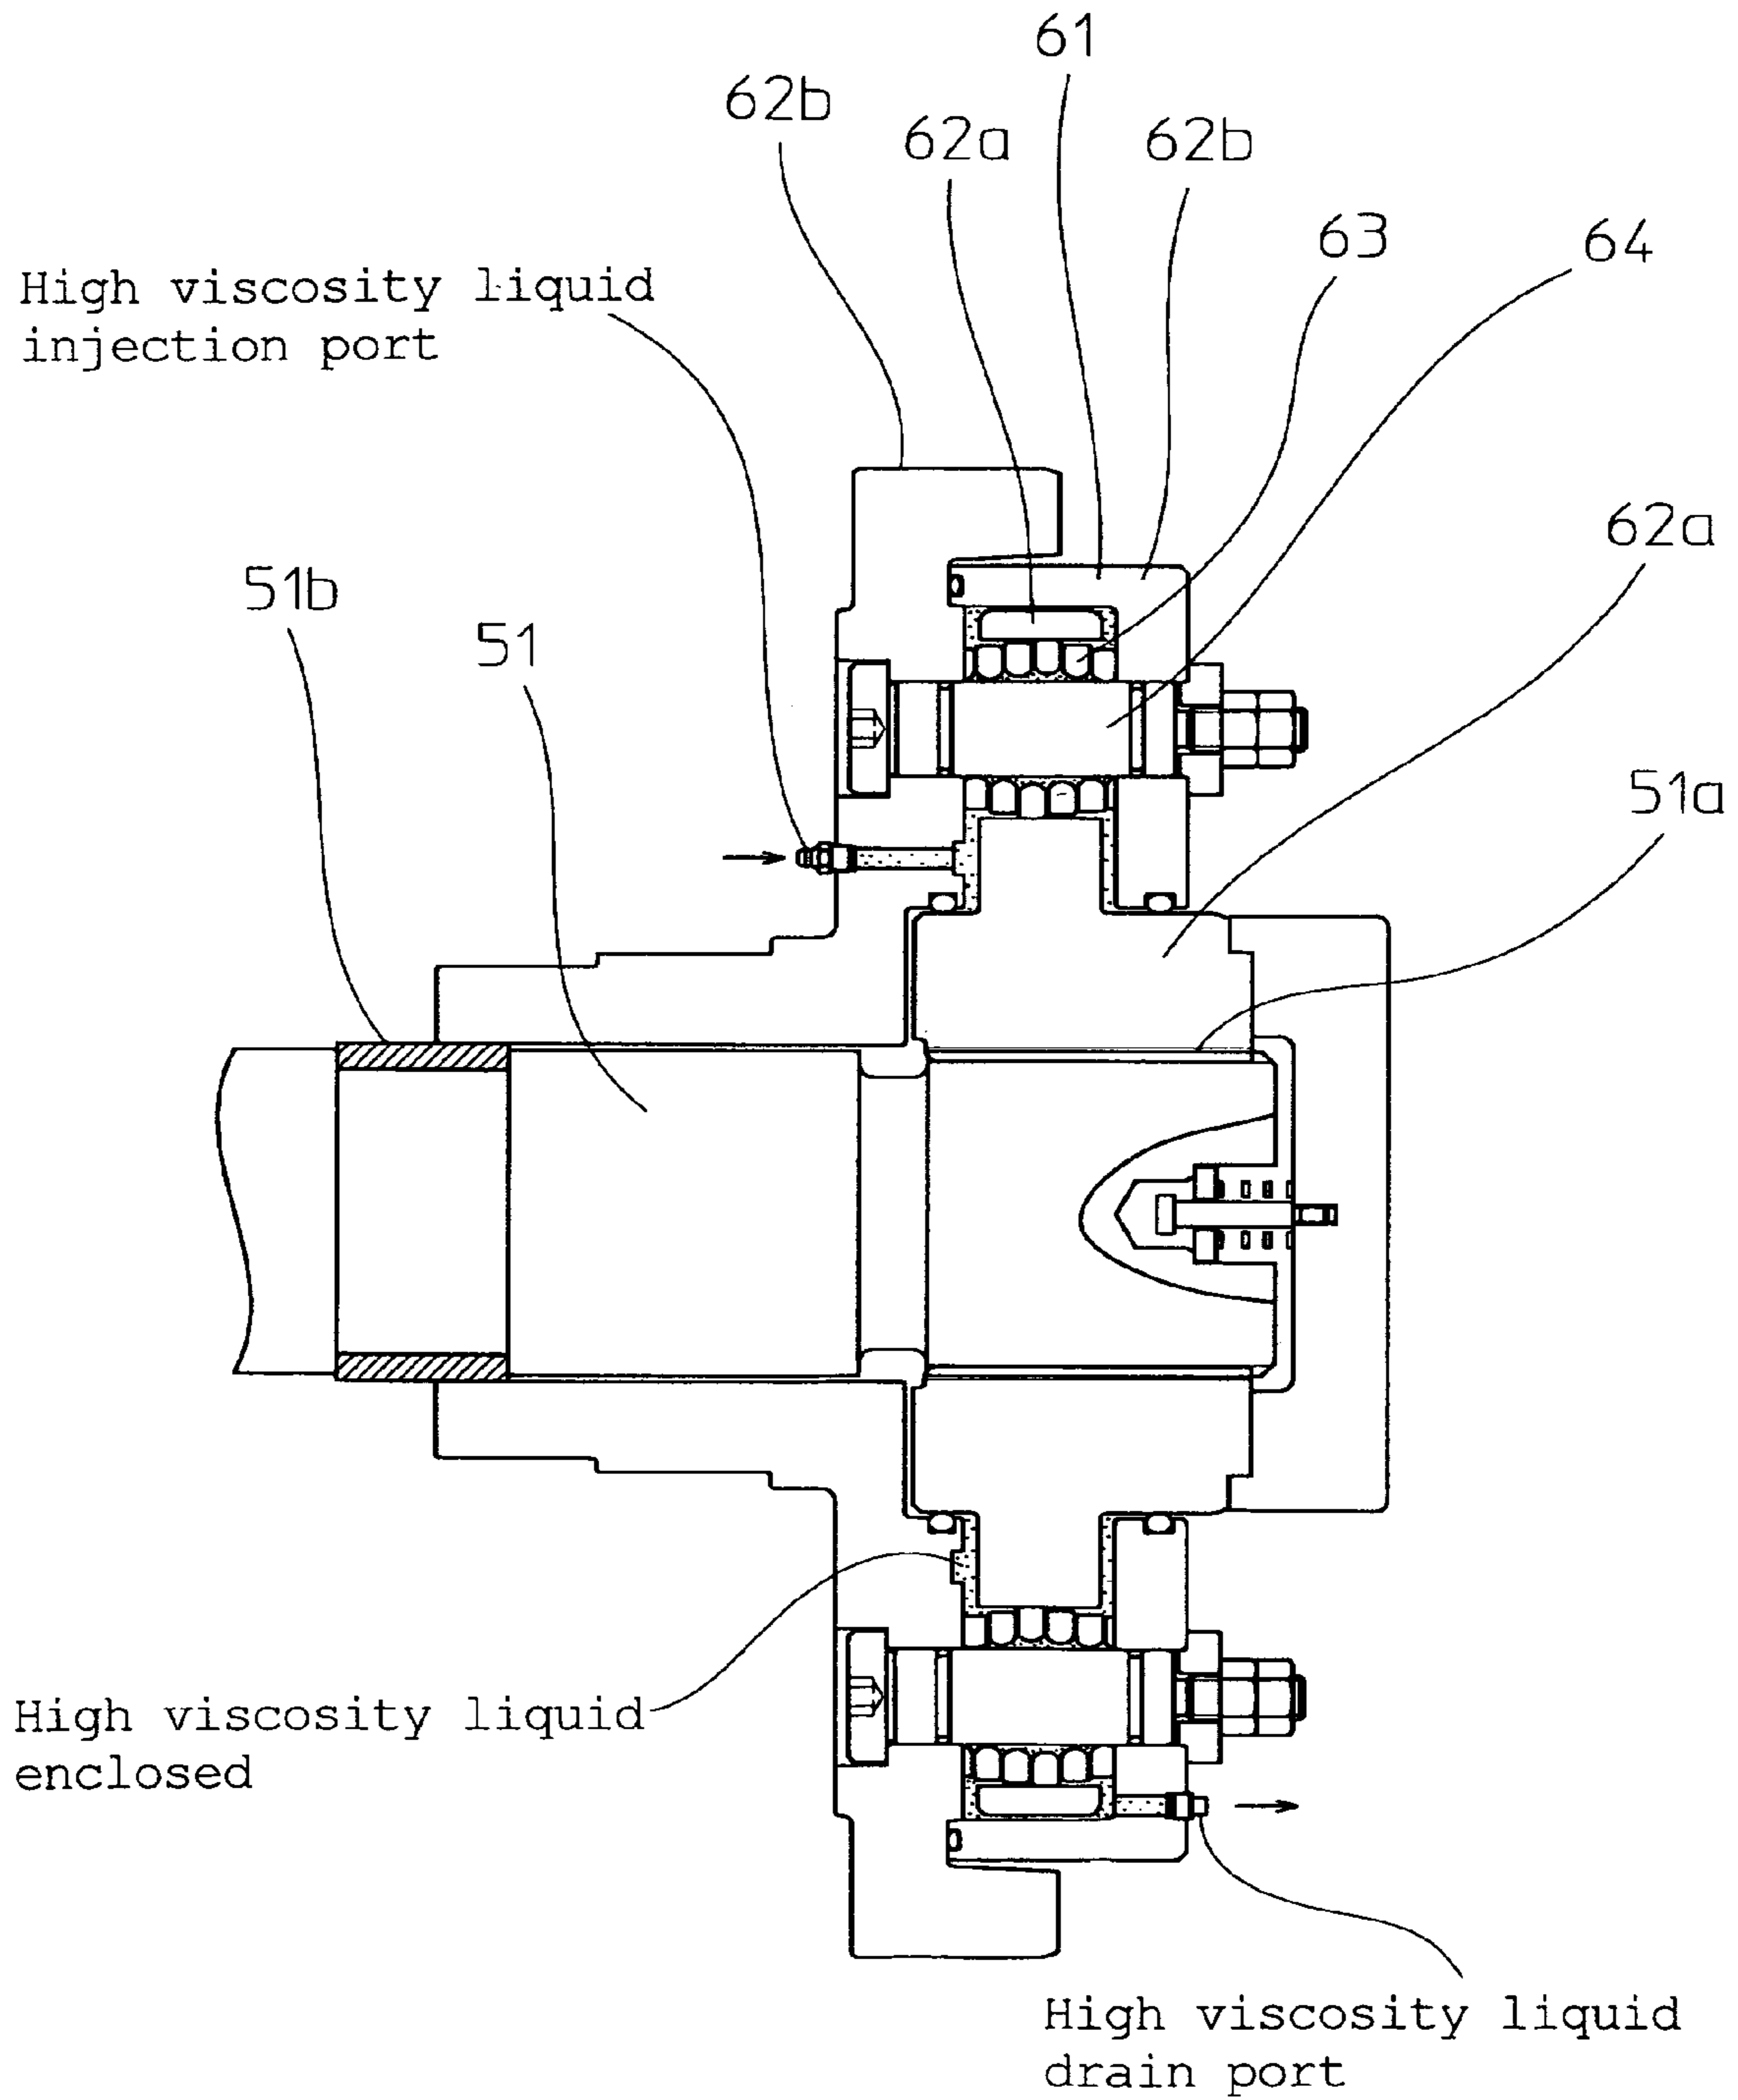 61
62b
62a
62b
63
64
High viscosity liquid
injection port
62a
51b
51
51a
High viscosity liquid
enclosed
High viscosity liquid
drain port